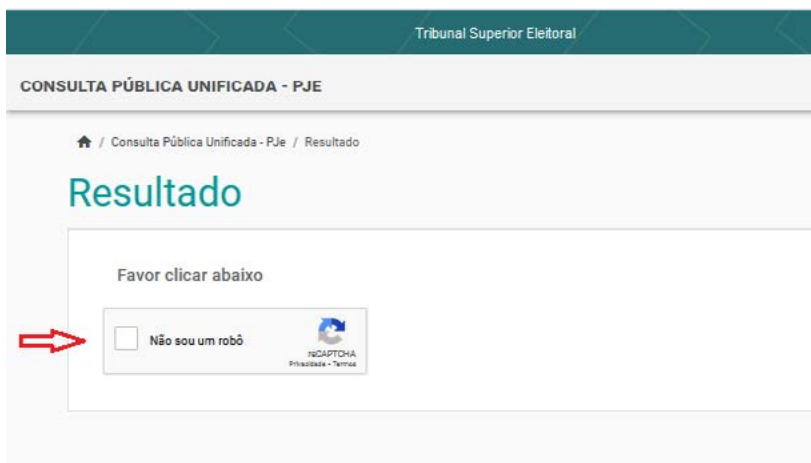 Tribunal Superior Eleitoral
CONSULTA PÚBLICA UNIFICADA - PJE
/ Consulta Pública Unificada - PJe / Resultado
Resultado
Favor clicar abaixo
Não sou um robô
reCAPTCHA
Privacidade - Termos